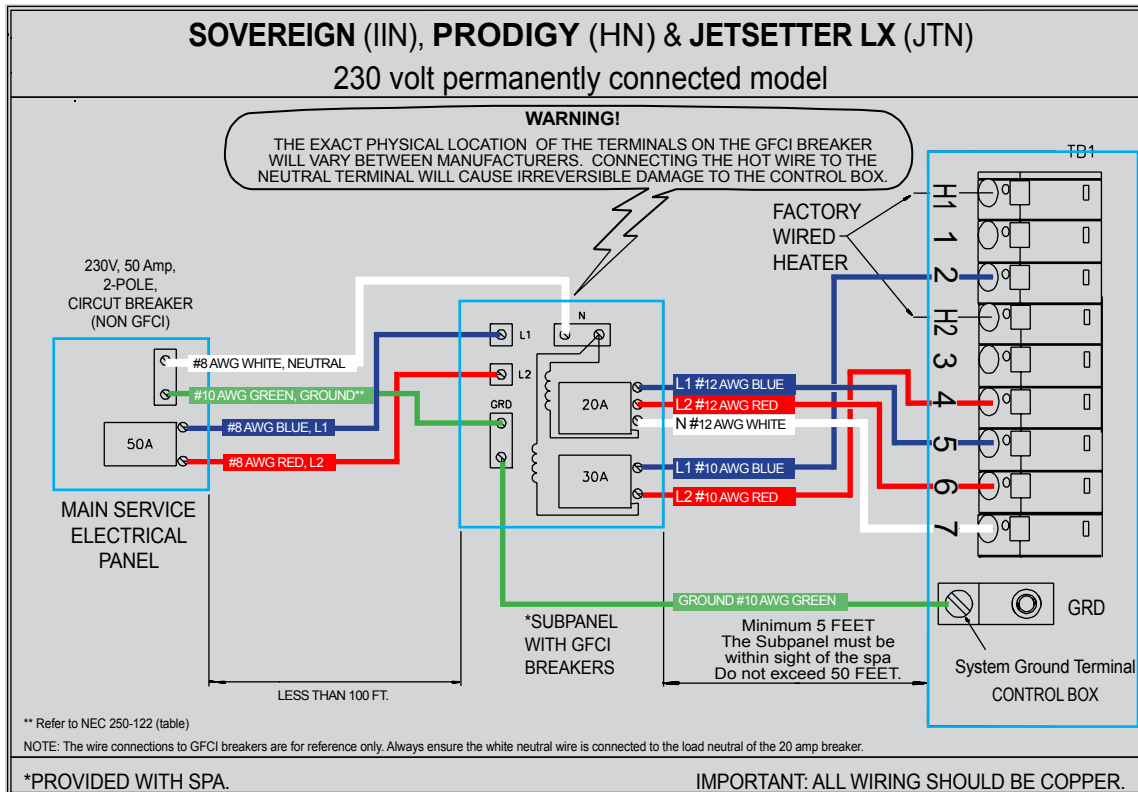 SOVEREIGN (IIN), PRODIGY (HN) & JETSETTER LX (JTN)
230 volt permanently connected model
WARNING!
THE EXACT PHYSICAL LOCATION OF THE TERMINALS ON THE GFCI BREAKER
WILL VARY BETWEEN MANUFACTURERS. CONNECTING THE HOT WIRE TO THE
NEUTRAL TERMINAL WILL CAUSE IRREVERSIBLE DAMAGE TO THE CONTROL BOX.
230V, 50 Amp,
2-POLE,
CIRCUT BREAKER
(NON GFCI)
#8 AWG WHITE, NEUTRAL
#10 AWG GREEN, GROUND**
50A
#8 AWG BLUE, L1
#8 AWG RED, L2
MAIN SERVICE
ELECTRICAL
PANEL
L1
N
L2
GRD
20A
30A
*SUBPANEL
WITH GFCI
BREAKERS
L1 #12 AWG BLUE
L2 #12 AWG RED
N #12 AWG WHITE
L1 #10 AWG BLUE
L2 #10 AWG RED
GROUND #10 AWG GREEN
FACTORY
WIRED
HEATER
TB1
H1
1
2
H2
3
4
5
6
7
GRD
System Ground Terminal
CONTROL BOX
Minimum 5 FEET
The Subpanel must be
within sight of the spa
Do not exceed 50 FEET.
LESS THAN 100 FT.
** Refer to NEC 250-122 (table)
NOTE: The wire connections to GFCI breakers are for reference only. Always ensure the white neutral wire is connected to the load neutral of the 20 amp breaker.
*PROVIDED WITH SPA.
IMPORTANT: ALL WIRING SHOULD BE COPPER.